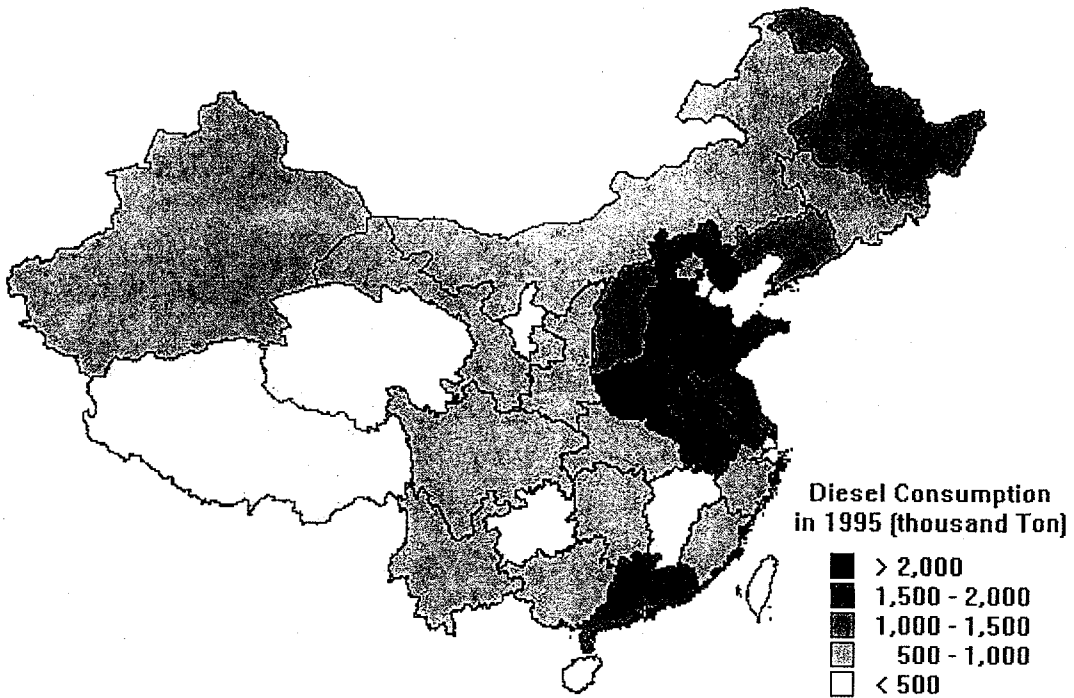 Diesel Consumption
in 1995 (thousand Ton)
> 2,000
1,500 - 2,000
1,000 - 1,500
500 - 1,000
< 500